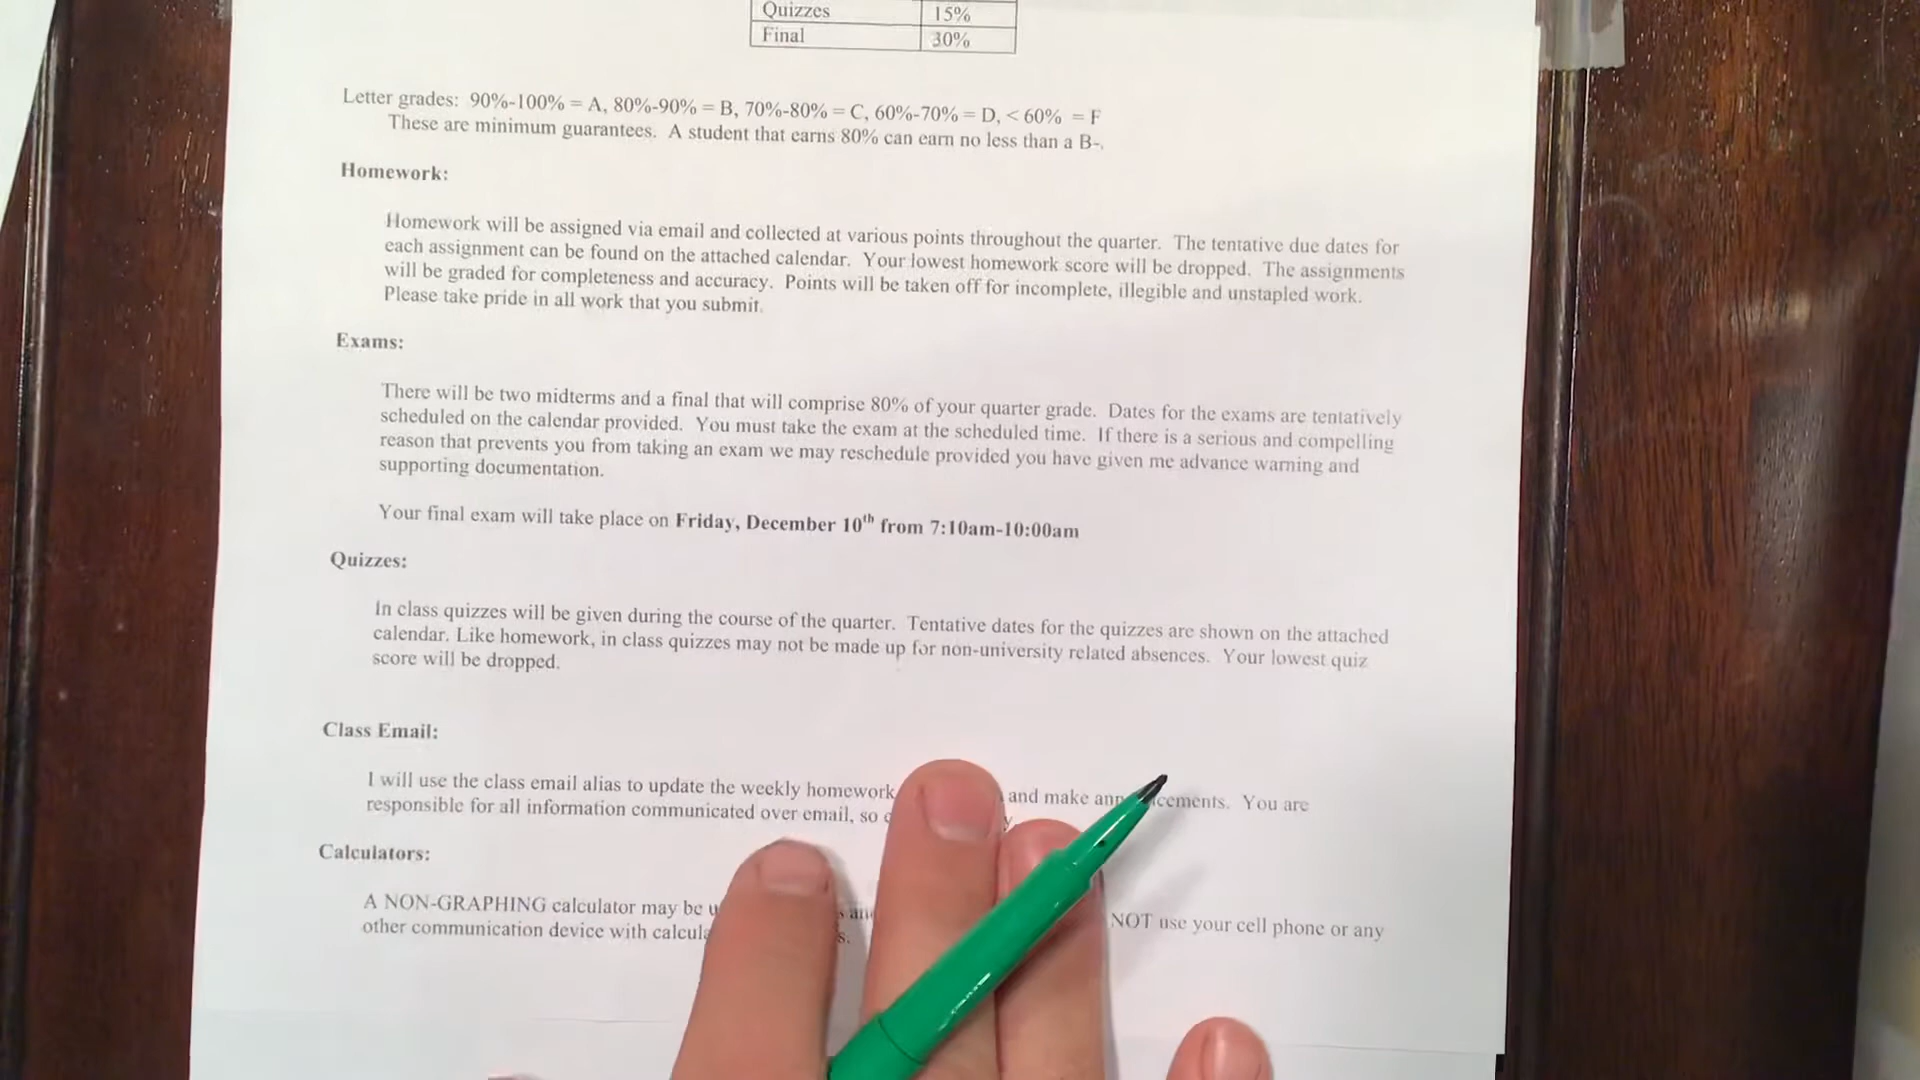 Quizzes 15%
Final 30%
Letter grades: 90%-100% = A, 80%-90% = B, 70%-80% = C, 60%-70% = D, < 60% = F
These are minimum guarantees. A student that earns 80% can earn no less than a B-.
Homework:
Homework will be assigned via email and collected at various points throughout the quarter. The tentative due dates for
each assignment can be found on the attached calendar. Your lowest homework score will be dropped. The assignments
will be graded for completeness and accuracy. Points will be taken off for incomplete, illegible and unstapled work.
Please take pride in all work that you submit.
Exams:
There will be two midterms and a final that will comprise 80% of your quarter grade. Dates for the exams are tentatively
scheduled on the calendar provided. You must take the exam at the scheduled time. If there is a serious and compelling
reason that prevents you from taking an exam we may reschedule provided you have given me advance warning and
supporting documentation.
Your final exam will take place on Friday, December 10th from 7:10am-10:00am
Quizzes:
In class quizzes will be given during the course of the quarter. Tentative dates for the quizzes are shown on the attached
calendar. Like homework, in class quizzes may not be made up for non-university related absences. Your lowest quiz
score will be dropped.
Class Email:
I will use the class email alias to update the weekly homework and make announcements. You are
responsible for all information communicated over email, so
Calculators:
A NON-GRAPHING calculator may be NOT use your cell phone or any
other communication device with